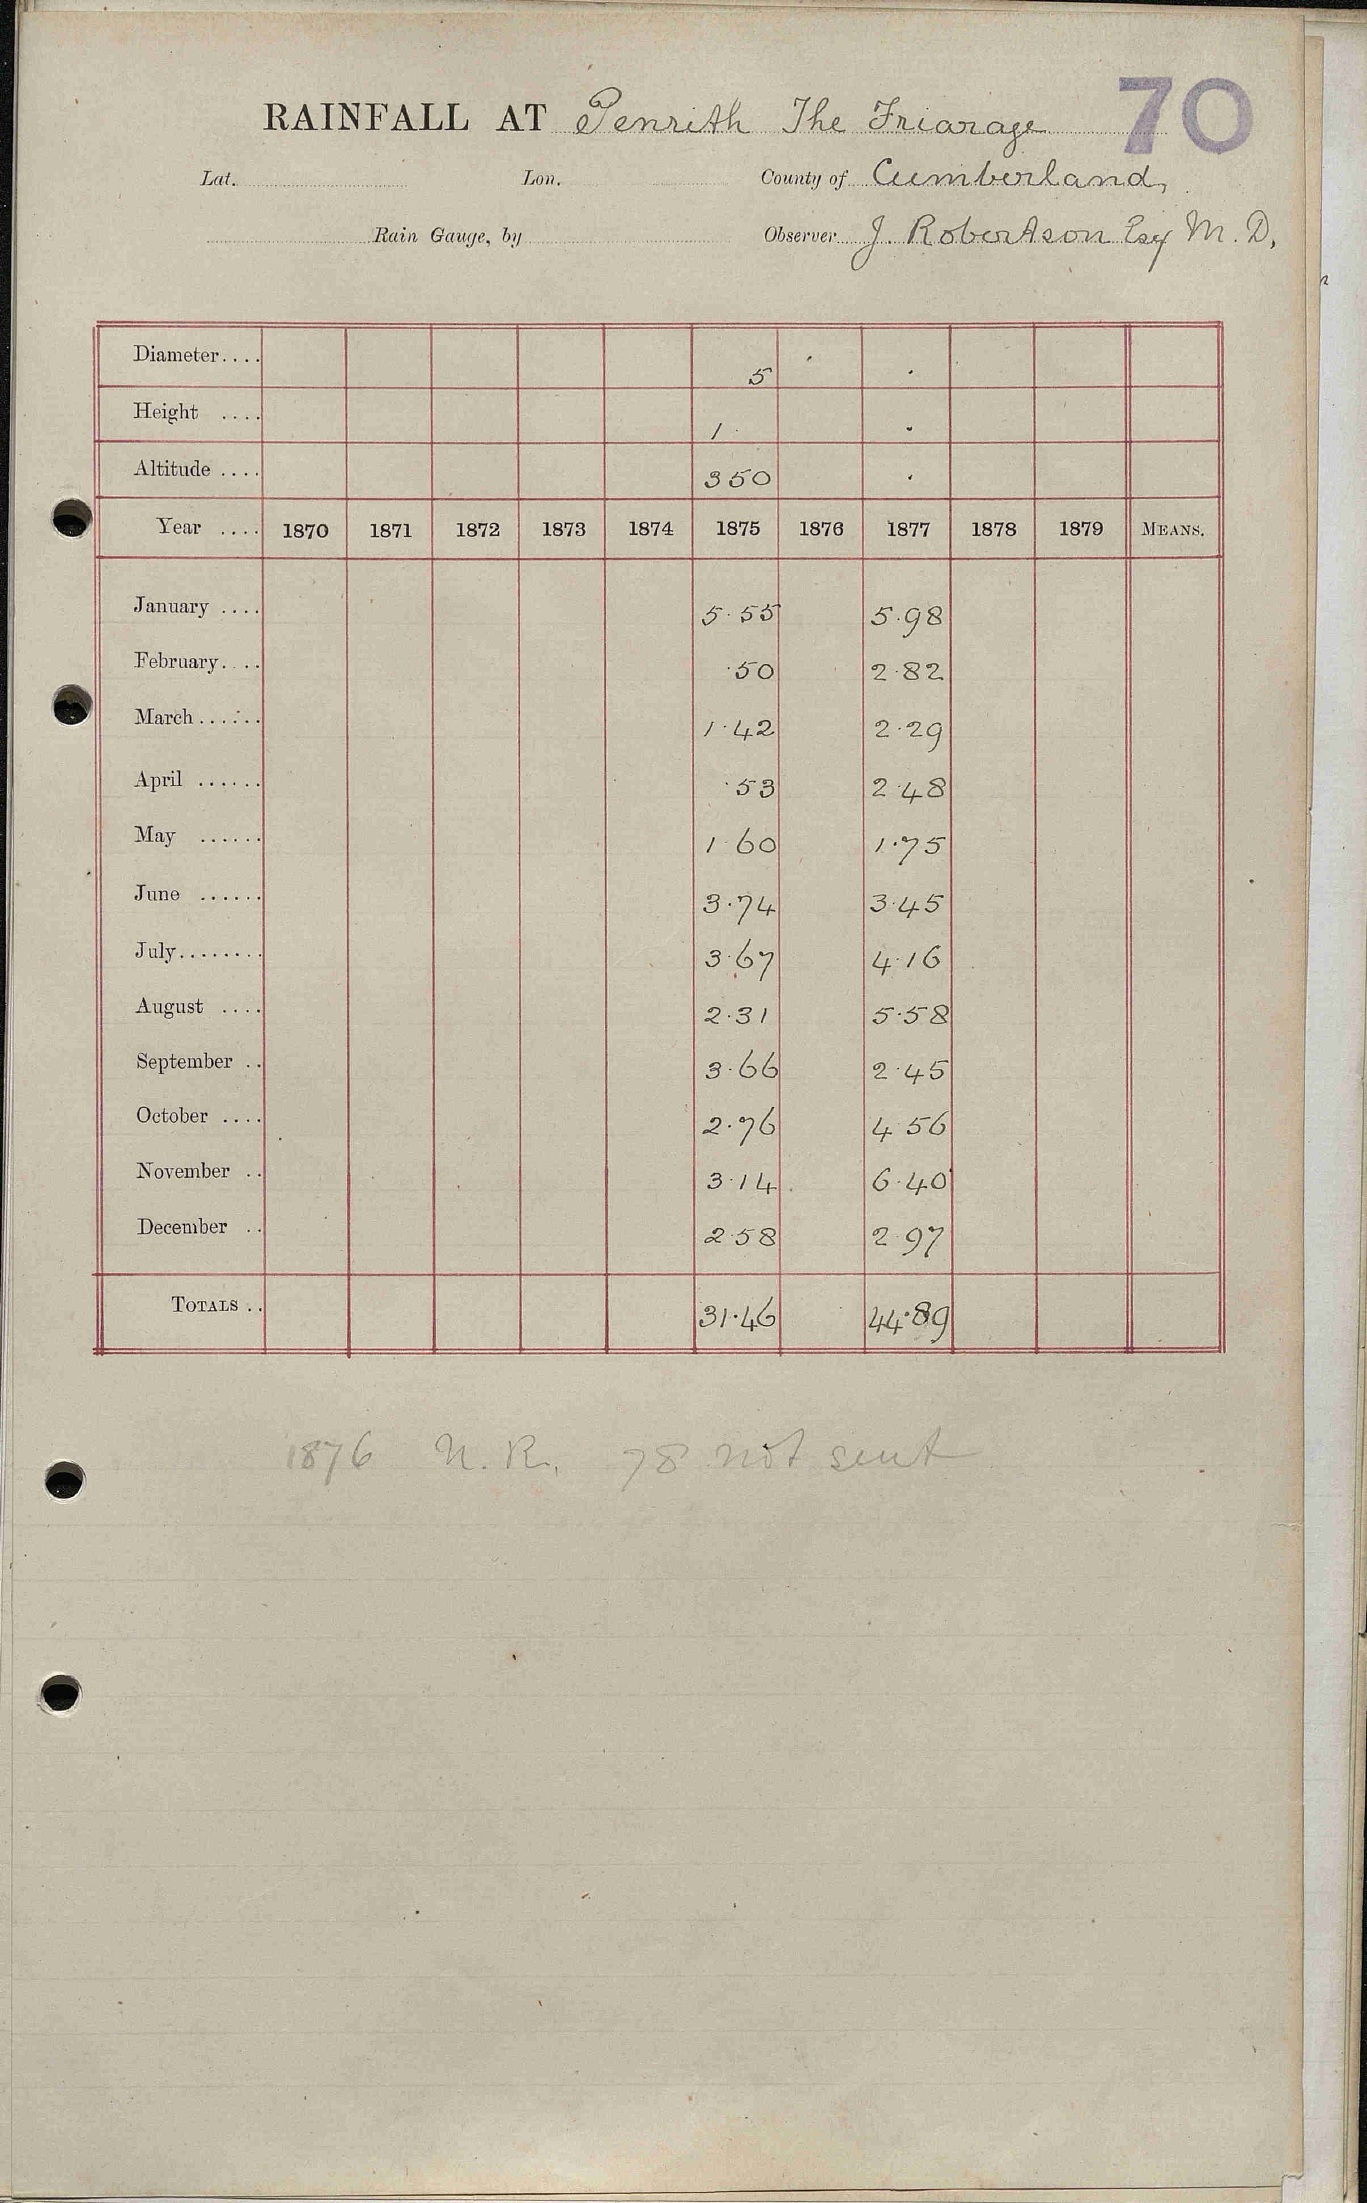 70
RAINFALL AT Penrith The Friarage
Lat. Lon. County of Cumberland,
Rain Gauge, by Observer J. Robertson Esq M.D,
Diameter.... 5 . .
Height .... 1 .
Altitude .... 350 .
Year .... 1870 1871 1872 1873 1874 1875 1876 1877 1878 1879 MEANS.
January .... 5.55 5.98
February.... .50 2.82
March...... 1.42 2.29
April ...... .53 2.48
May ...... 1.60 1.75
June ...... 3.74 3.45
July........ 3.67 4.16
August .... 2.31 5.58
September .. 3.66 2.45
October .... 2.76 4 56
November .. 3.14 6.40
December .. 2.58 2.97
TOTALS .. 31.46 44.89
1876 N.R. 78 not sent